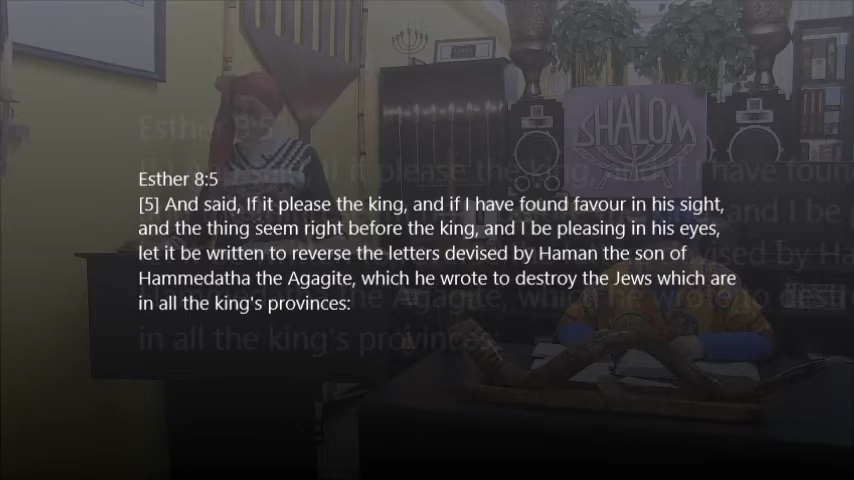 SHALOM
Esther 8:5
[5] And said, If it please the king, and if I have found favour in his sight,
and the thing seem right before the king, and I be pleasing in his eyes,
let it be written to reverse the letters devised by Haman the son of
Hammedatha the Agagite, which he wrote to destroy the Jews which are
in all the king's provinces: